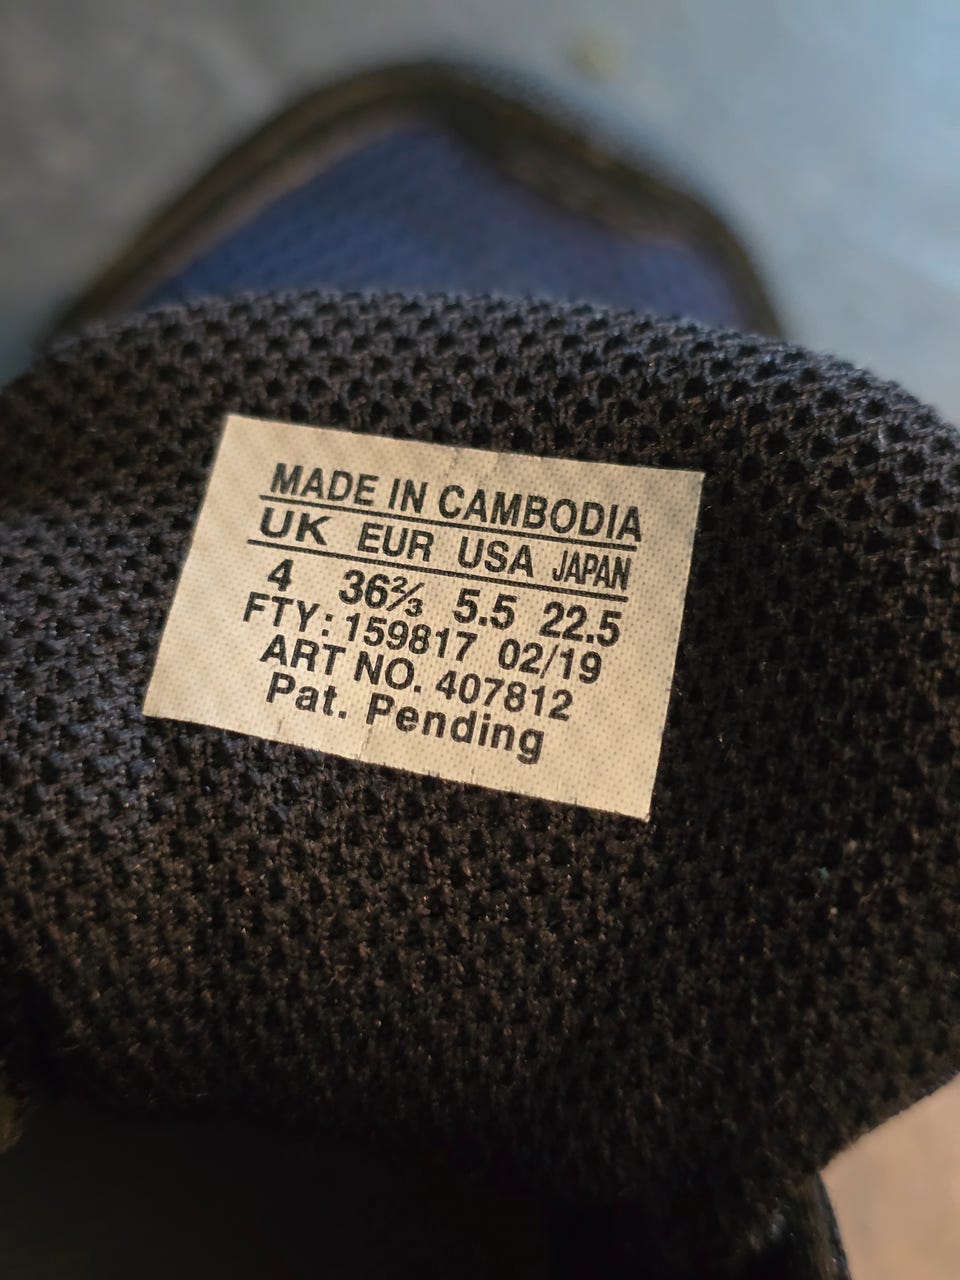 MADE IN CAMBODIA
UK EUR USA JAPAN
4 36⅔ 5.5 22.5
FTY: 159817 02/19
ART NO. 407812
Pat. Pending